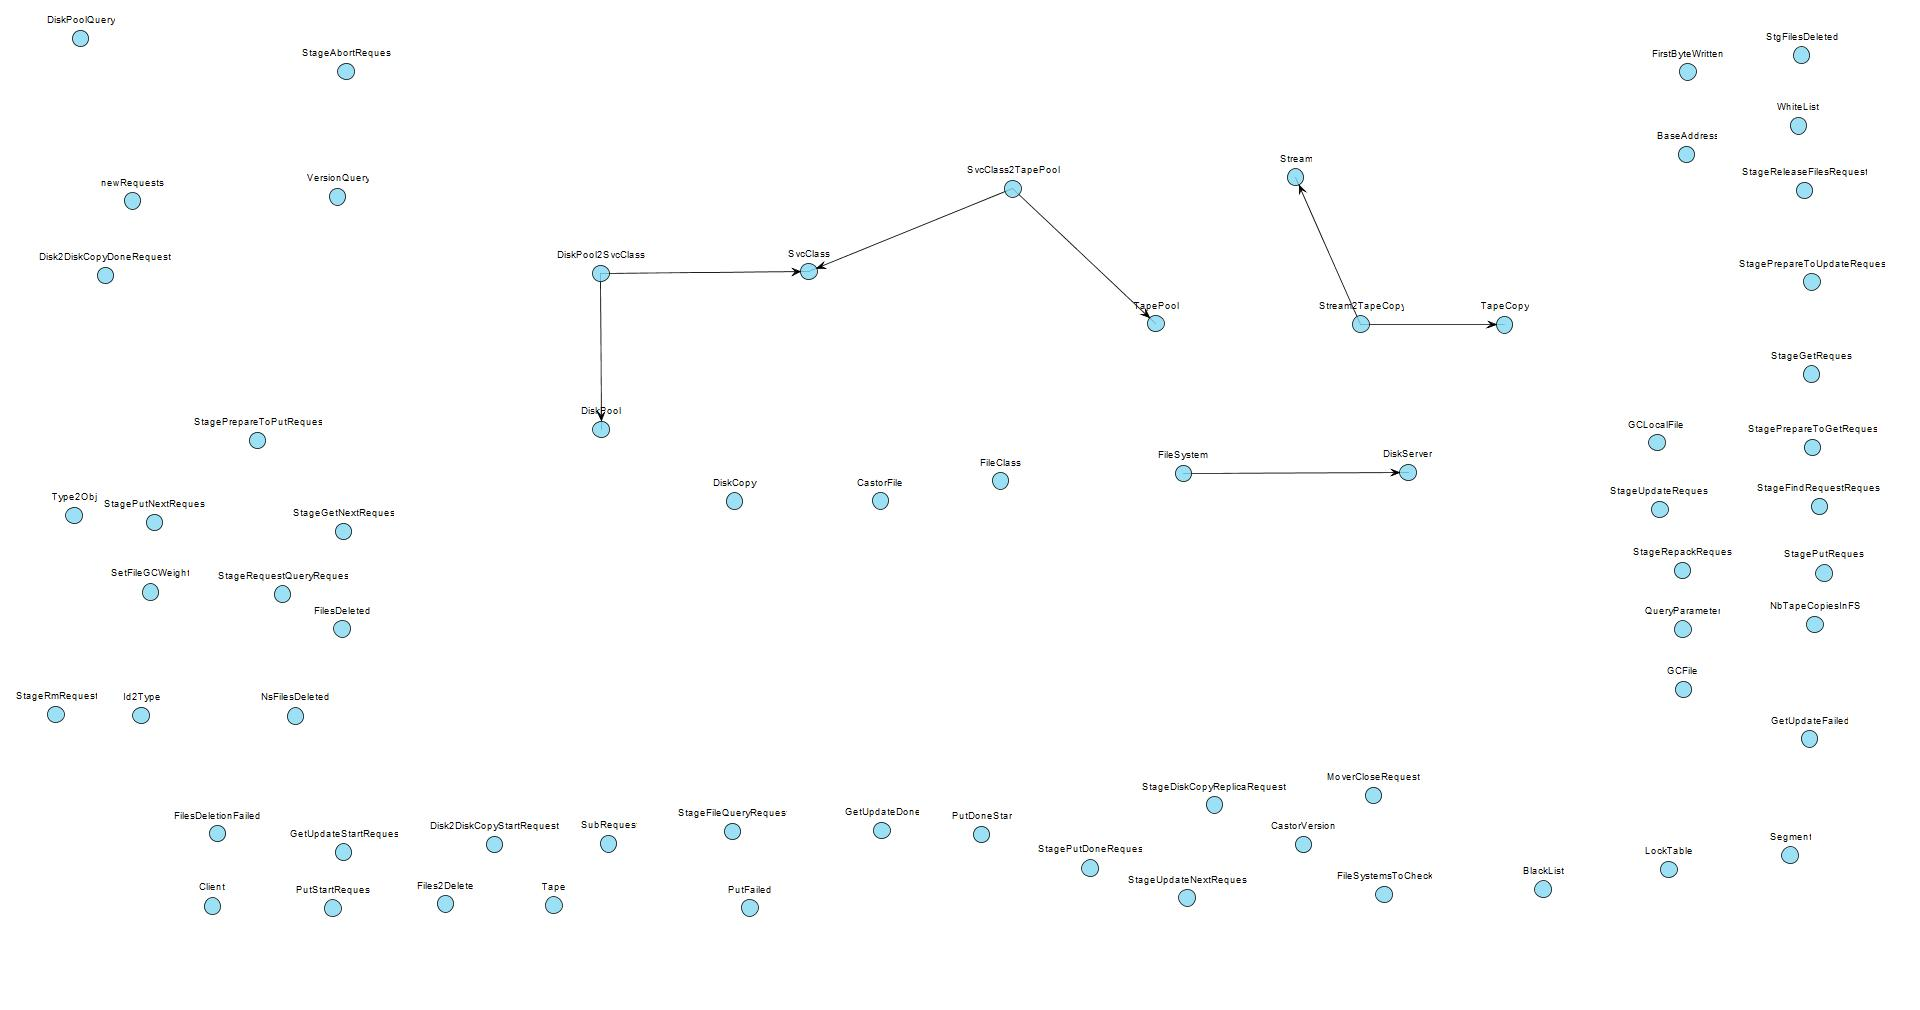 DiskPoolQuery
StgFilesDeleted
StageAbortReques
FirstByteWritten
WhiteList
BaseAddress
Stream
SvcClass2TapePool
StageReleaseFilesRequest
VersionQuery
newRequests
DiskPool2SvcClass
SvcClass
Disk2DiskCopyDoneRequest
StagePrepareToUpdateReques
TapePool
Stream2TapeCopy
TapeCopy
StageGetReques
DiskPool
StagePrepareToPutReques
GCLocalFile
StagePrepareToGetReques
FileSystem
DiskServer
FileClass
DiskCopy
CastorFile
StageFindRequestReques
StageUpdateReques
Type2Obj
StagePutNextReques
StageGetNextReques
StageRepackReques
StagePutReques
SetFileGCWeight
StageRequestQueryReques
FilesDeleted
QueryParameter
NbTapeCopiesInFS
GCFile
StageRmRequest
Id2Type
NsFilesDeleted
GetUpdateFailed
MoverCloseRequest
StageDiskCopyReplicaRequest
FilesDeletionFailed
StageFileQueryReques
GetUpdateDone
PutDoneStar
GetUpdateStartReques
Disk2DiskCopyStartRequest
SubReques
CastorVersion
StagePutDoneReques
LockTable
Segment
BlackList
StageUpdateNextReques
FileSystemsToCheck
Client
PutStartReques
Files2Delete
Tape
PutFailed